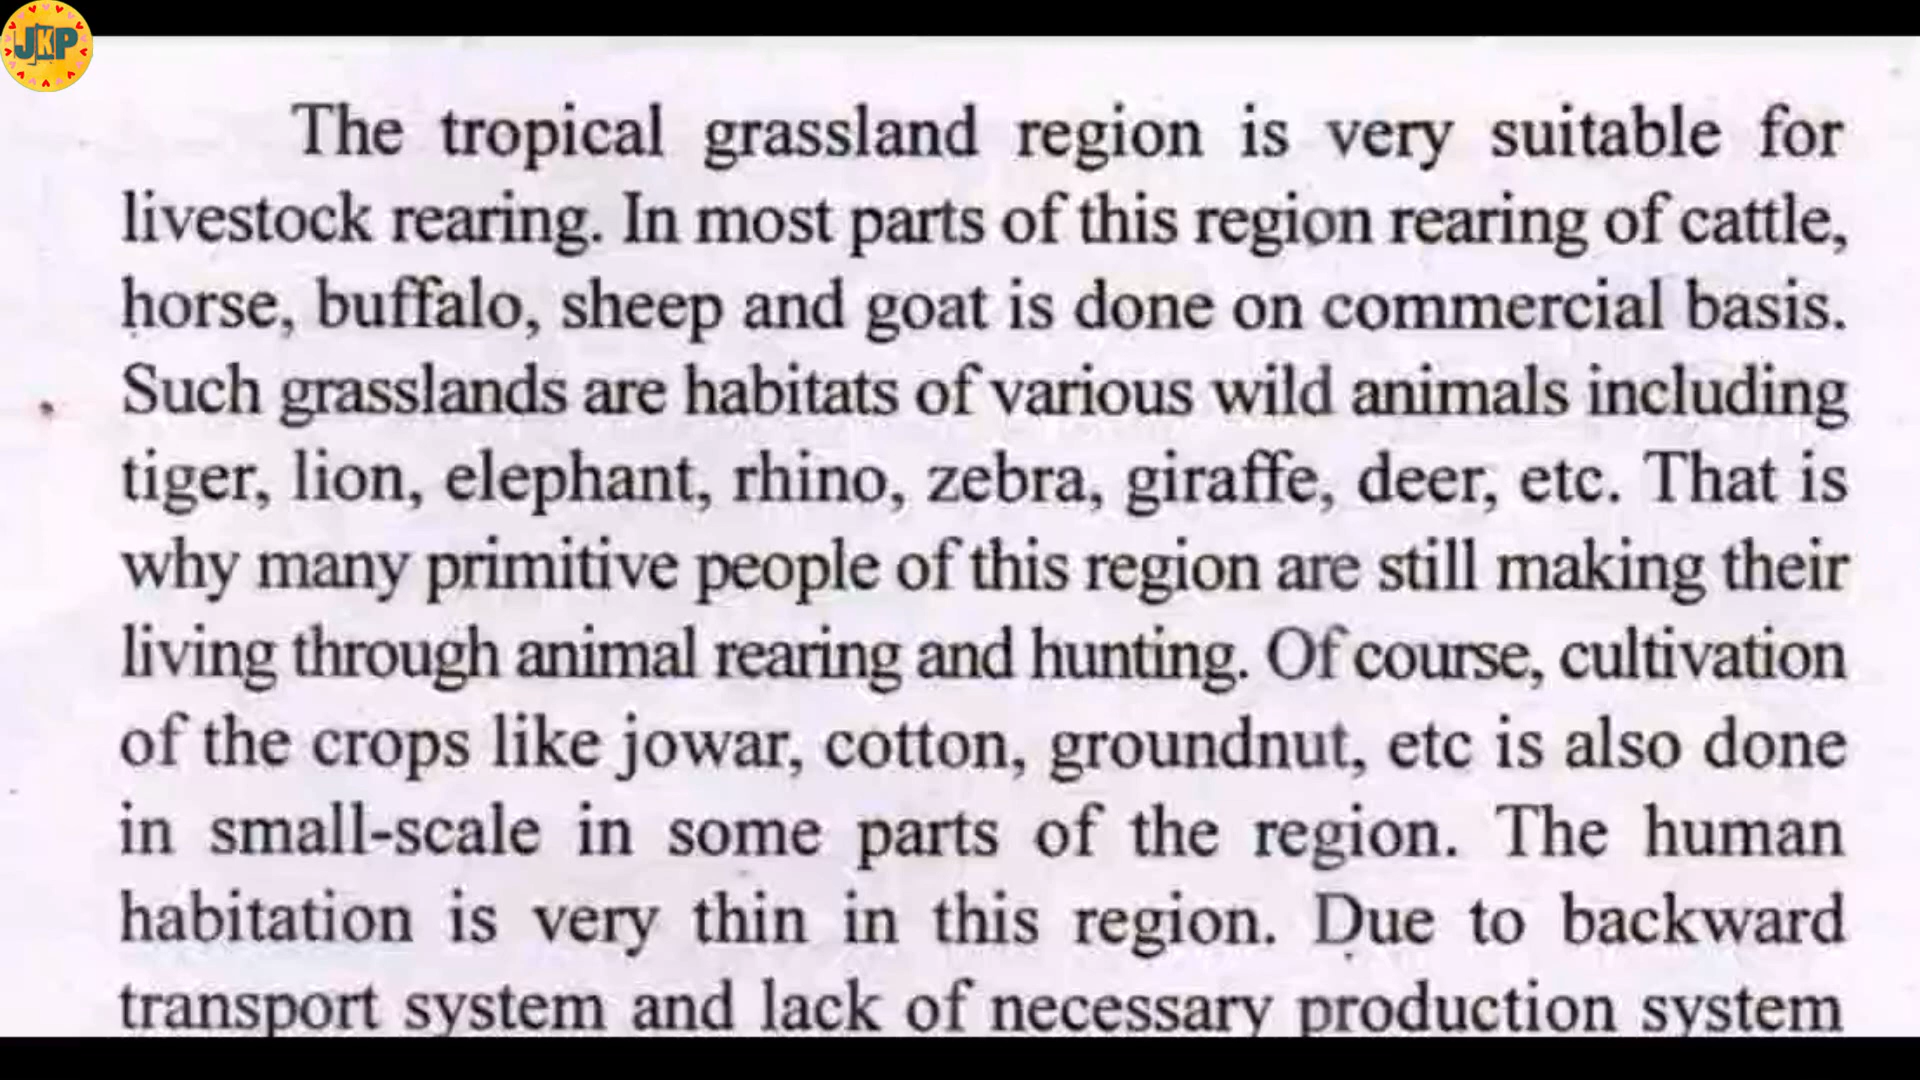 JKP
The tropical grassland region is very suitable for
livestock rearing. In most parts of this region rearing of cattle,
horse, buffalo, sheep and goat is done on commercial basis.
Such grasslands are habitats of various wild animals including
tiger, lion, elephant, rhino, zebra, giraffe, deer, etc. That is
why many primitive people of this region are still making their
living through animal rearing and hunting. Of course, cultivation
of the crops like jowar, cotton, groundnut, etc is also done
in small-scale in some parts of the region. The human
habitation is very thin in this region. Due to backward
transport system and lack of necessary production system